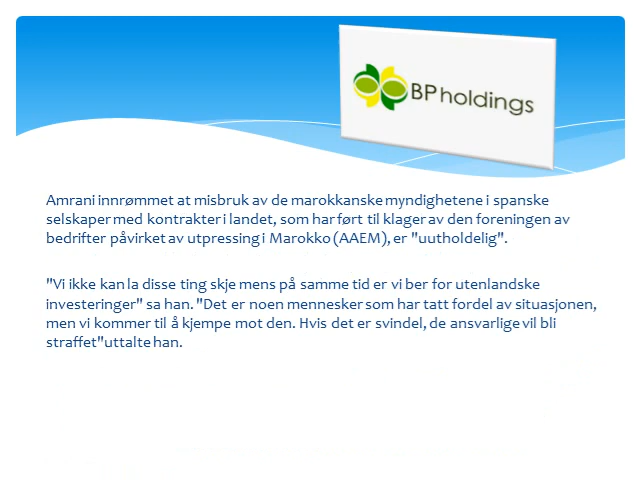 BP holdings
Amrani innrømmet at misbruk av de marokkanske myndighetene i spanske
selskaper med kontrakter i landet, som har ført til klager av den foreningen av
bedrifter påvirket av utpressing i Marokko (AAEM), er "uutholdelig".
"Vi ikke kan la disse ting skje mens på samme tid er vi ber for utenlandske
investeringer" sa han. "Det er noen mennesker som har tatt fordel av situasjonen,
men vi kommer til å kjempe mot den. Hvis det er svindel, de ansvarlige vil bli
straffet"uttalte han.